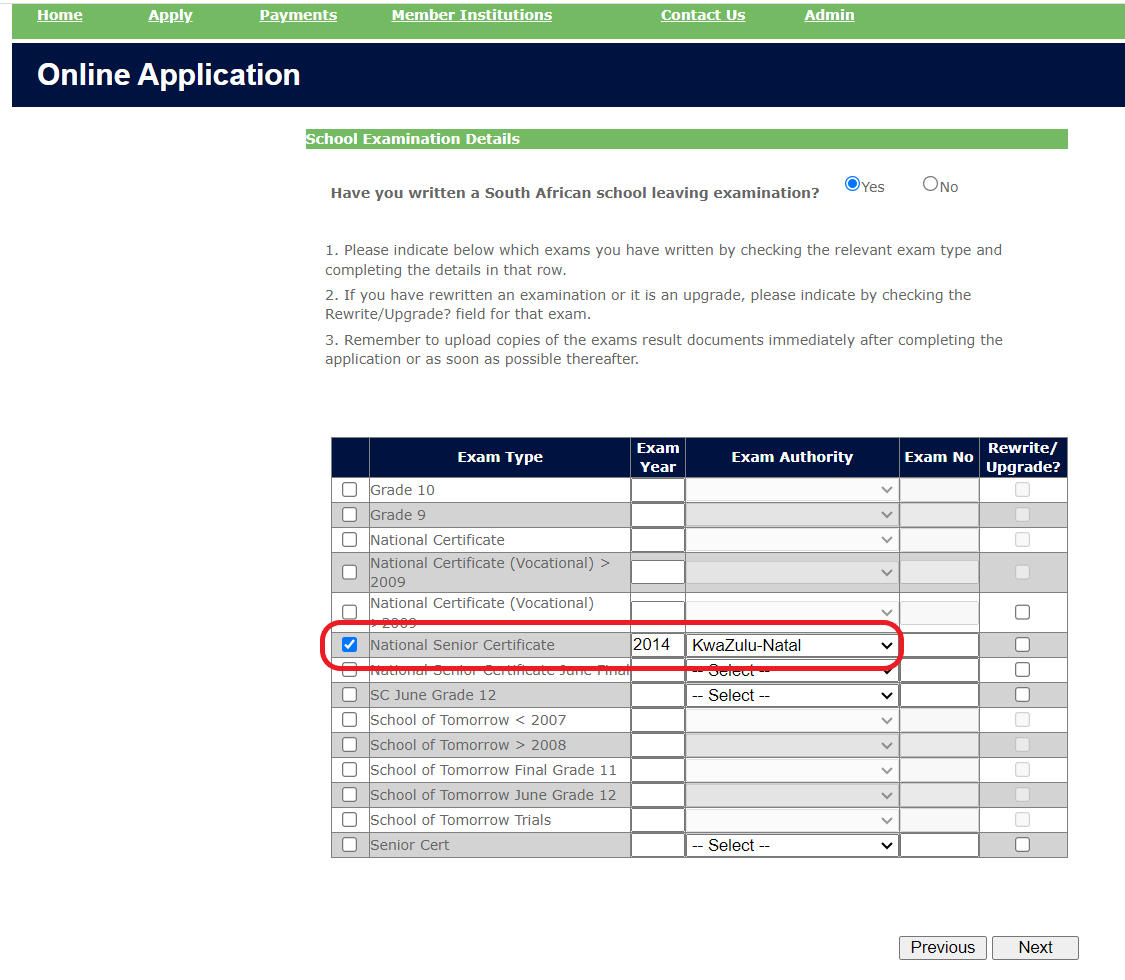 Home Apply Payments Member Institutions Contact Us Admin
Online Application
School Examination Details
Have you written a South African school leaving examination? Yes No
1. Please indicate below which exams you have written by checking the relevant exam type and
completing the details in that row.
2. If you have rewritten an examination or it is an upgrade, please indicate by checking the
Rewrite/Upgrade? field for that exam.
3. Remember to upload copies of the exams result documents immediately after completing the
application or as soon as possible thereafter.
Exam Type Exam Year Exam Authority Exam No Rewrite/ Upgrade?
Grade 10
Grade 9
National Certificate
National Certificate (Vocational) >
2009
National Certificate (Vocational)
>2009
National Senior Certificate 2014 KwaZulu-Natal
National Senior Certificate June Final -- Select --
SC June Grade 12 -- Select --
School of Tomorrow < 2007
School of Tomorrow > 2008
School of Tomorrow Final Grade 11
School of Tomorrow June Grade 12
School of Tomorrow Trials
Senior Cert -- Select --
Previous Next